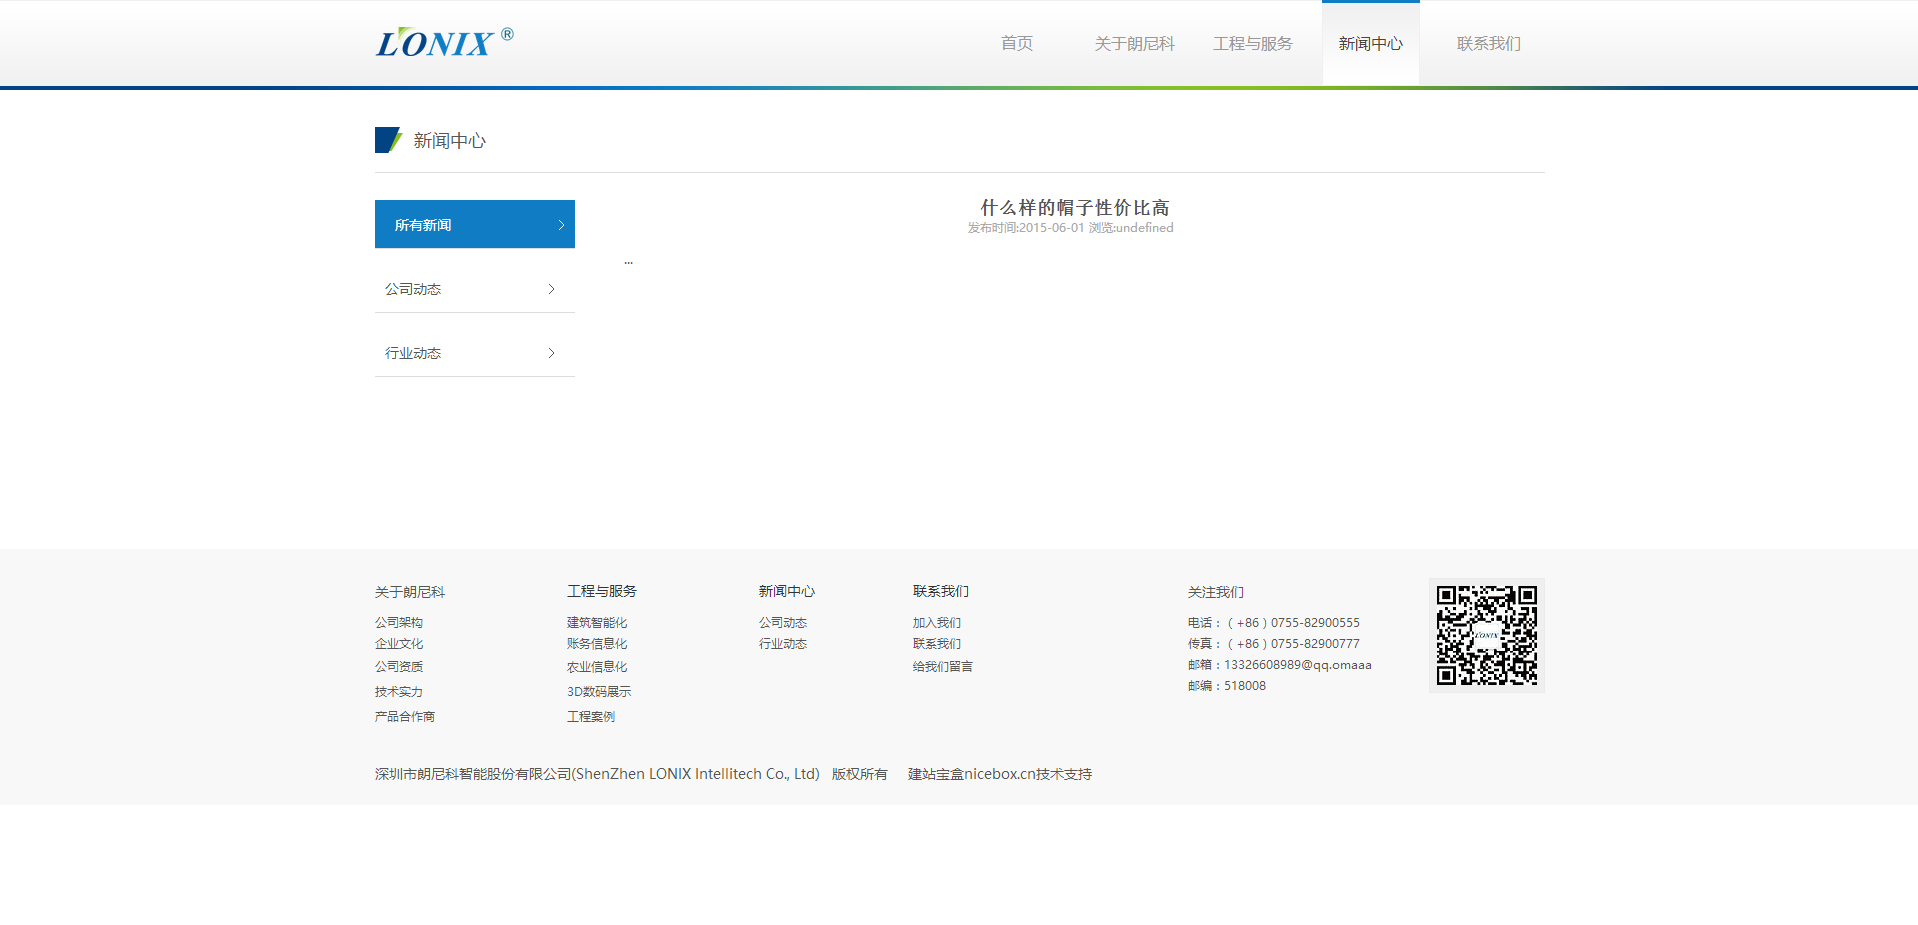 LONIX ®
首页 关于朗尼科 工程与服务 新闻中心 联系我们
新闻中心
所有新闻
公司动态
行业动态
什么样的帽子性价比高
发布时间:2015-06-01 浏览:undefined
...
关于朗尼科
公司架构
企业文化
公司资质
技术实力
产品合作商
工程与服务
建筑智能化
账务信息化
农业信息化
3D数码展示
工程案例
新闻中心
公司动态
行业动态
联系我们
加入我们
联系我们
给我们留言
关注我们
电话：（+86）0755-82900555
传真：（+86）0755-82900777
邮箱：13326608989@qq.omaaa
邮编：518008
LONIX
深圳市朗尼科智能股份有限公司(ShenZhen LONIX Intellitech Co., Ltd) 版权所有 建站宝盒nicebox.cn技术支持